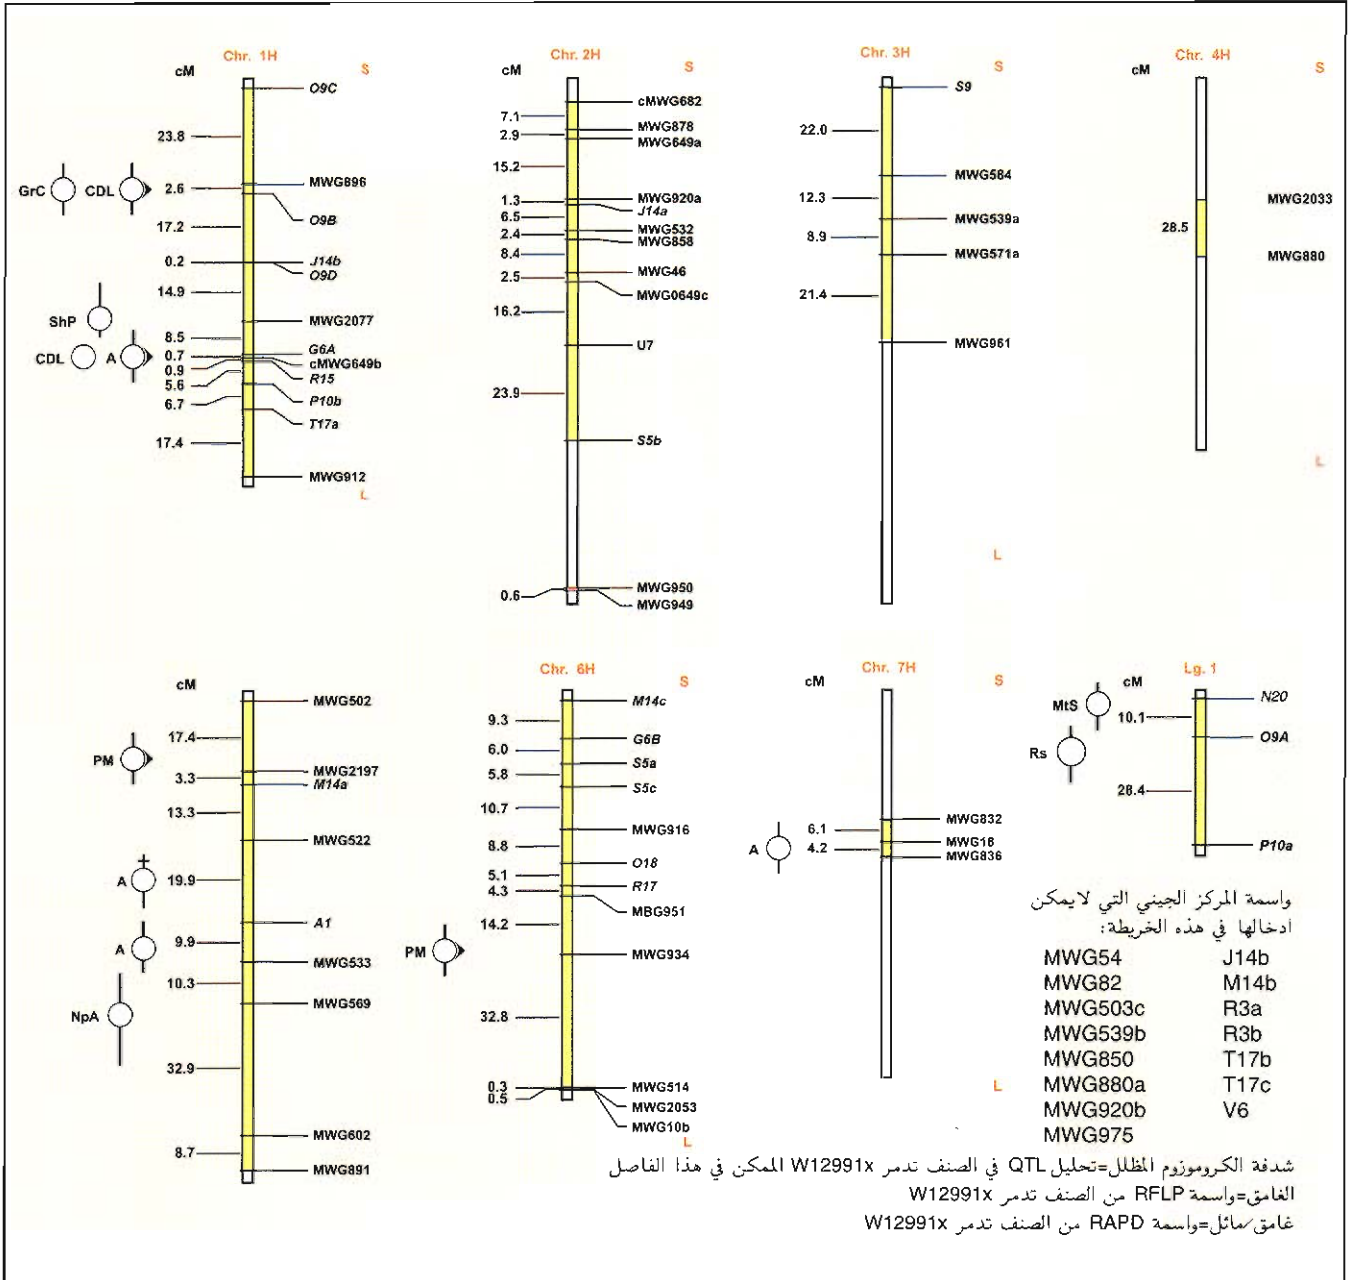 Chr. 1H
cM
S
O9C
23.8
MWG896
GrC
CDL
2.6
O9B
17.2
0.2
J14b
O9D
14.9
ShP
MWG2077
8.5
G6A
CDL
A
0.7
cMWG649b
0.9
R15
5.6
P10b
6.7
T17a
17.4
MWG912
L
Chr. 2H
cM
S
cMWG682
7.1
MWG878
2.9
MWG649a
15.2
MWG920a
1.3
J14a
6.5
MWG532
2.4
MWG858
8.4
MWG46
2.5
MWG0649c
16.2
U7
23.9
S5b
MWG950
0.6
MWG949
Chr. 3H
S
S9
22.0
MWG584
12.3
MWG539a
8.9
MWG571a
21.4
MWG961
L
Chr. 4H
cM
S
MWG2033
28.5
MWG880
L
cM
MWG502
17.4
PM
MWG2197
3.3
M14a
13.3
MWG522
A
19.9
A1
A
9.9
MWG533
10.3
MWG569
NpA
32.9
MWG602
8.7
MWG891
Chr. 6H
S
M14c
9.3
G6B
6.0
S5a
5.8
S5c
10.7
MWG916
8.8
O18
5.1
R17
4.3
MBG951
14.2
PM
MWG934
32.8
0.3
MWG514
0.5
MWG2053
MWG10b
L
Chr. 7H
cM
S
MWG832
6.1
MWG18
A
4.2
MWG836
L
Lg. 1
cM
N20
MtS
10.1
O9A
Rs
28.4
P10a
واسمة المركز الجيني التي لايمكن
ادخالها في هذه الخريطة:
MWG54 J14b
MWG82 M14b
MWG503c R3a
MWG539b R3b
MWG850 T17b
MWG880a T17c
MWG920b V6
MWG975
شدفة الكروموزوم المظلل=تحليل QTL في الصنف تدمر W12991x الممكن في هذا الفاصل
الغامق=واسمة RFLP من الصنف تدمر W12991x
غامق/مائل=واسمة RAPD من الصنف تدمر W12991x